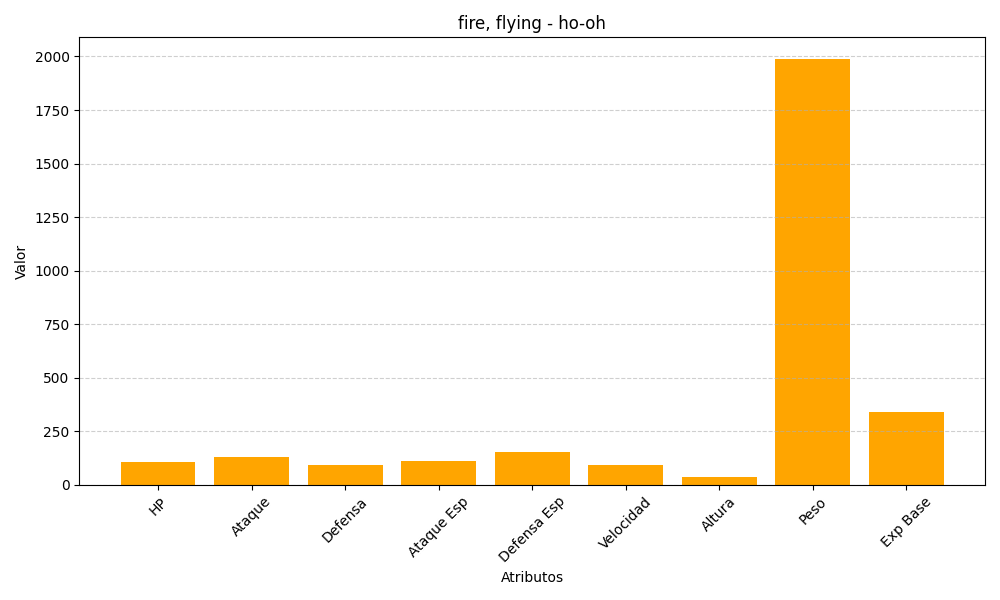 fire, flying - ho-oh
Valor
2000
1750
1500
1250
1000
750
500
250
0
HP
Ataque
Defensa
Ataque Esp
Defensa Esp
Velocidad
Altura
Peso
Exp Base
Atributos